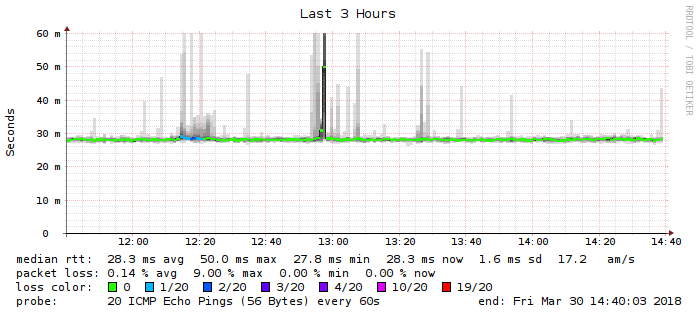 Last 3 Hours
RRDTOOL / TOBI OETIKER
Seconds
60 m
50 m
40 m
30 m
20 m
10 m
0
12:00 12:20 12:40 13:00 13:20 13:40 14:00 14:20 14:40
median rtt: 28.3 ms avg 50.0 ms max 27.8 ms min 28.3 ms now 1.6 ms sd 17.2 am/s
packet loss: 0.14 % avg 9.00 % max 0.00 % min 0.00 % now
loss color: 0 1/20 2/20 3/20 4/20 10/20 19/20
probe: 20 ICMP Echo Pings (56 Bytes) every 60s end: Fri Mar 30 14:40:03 2018